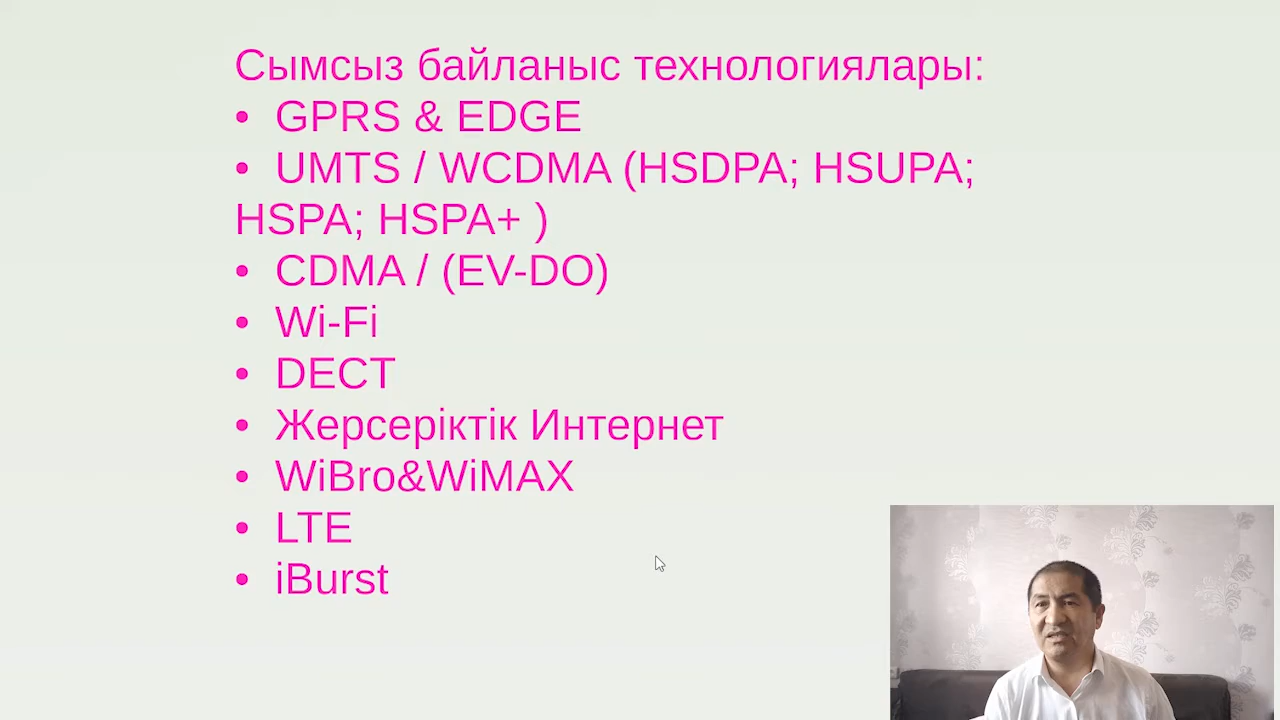 Сымсыз байланыс технологиялары:
• GPRS & EDGE
• UMTS / WCDMA (HSDPA; HSUPA;
HSPA; HSPA+ )
• CDMA / (EV-DO)
• Wi-Fi
• DECT
• Жерсеріктік Интернет
• WiBro&WiMAX
• LTE
• iBurst